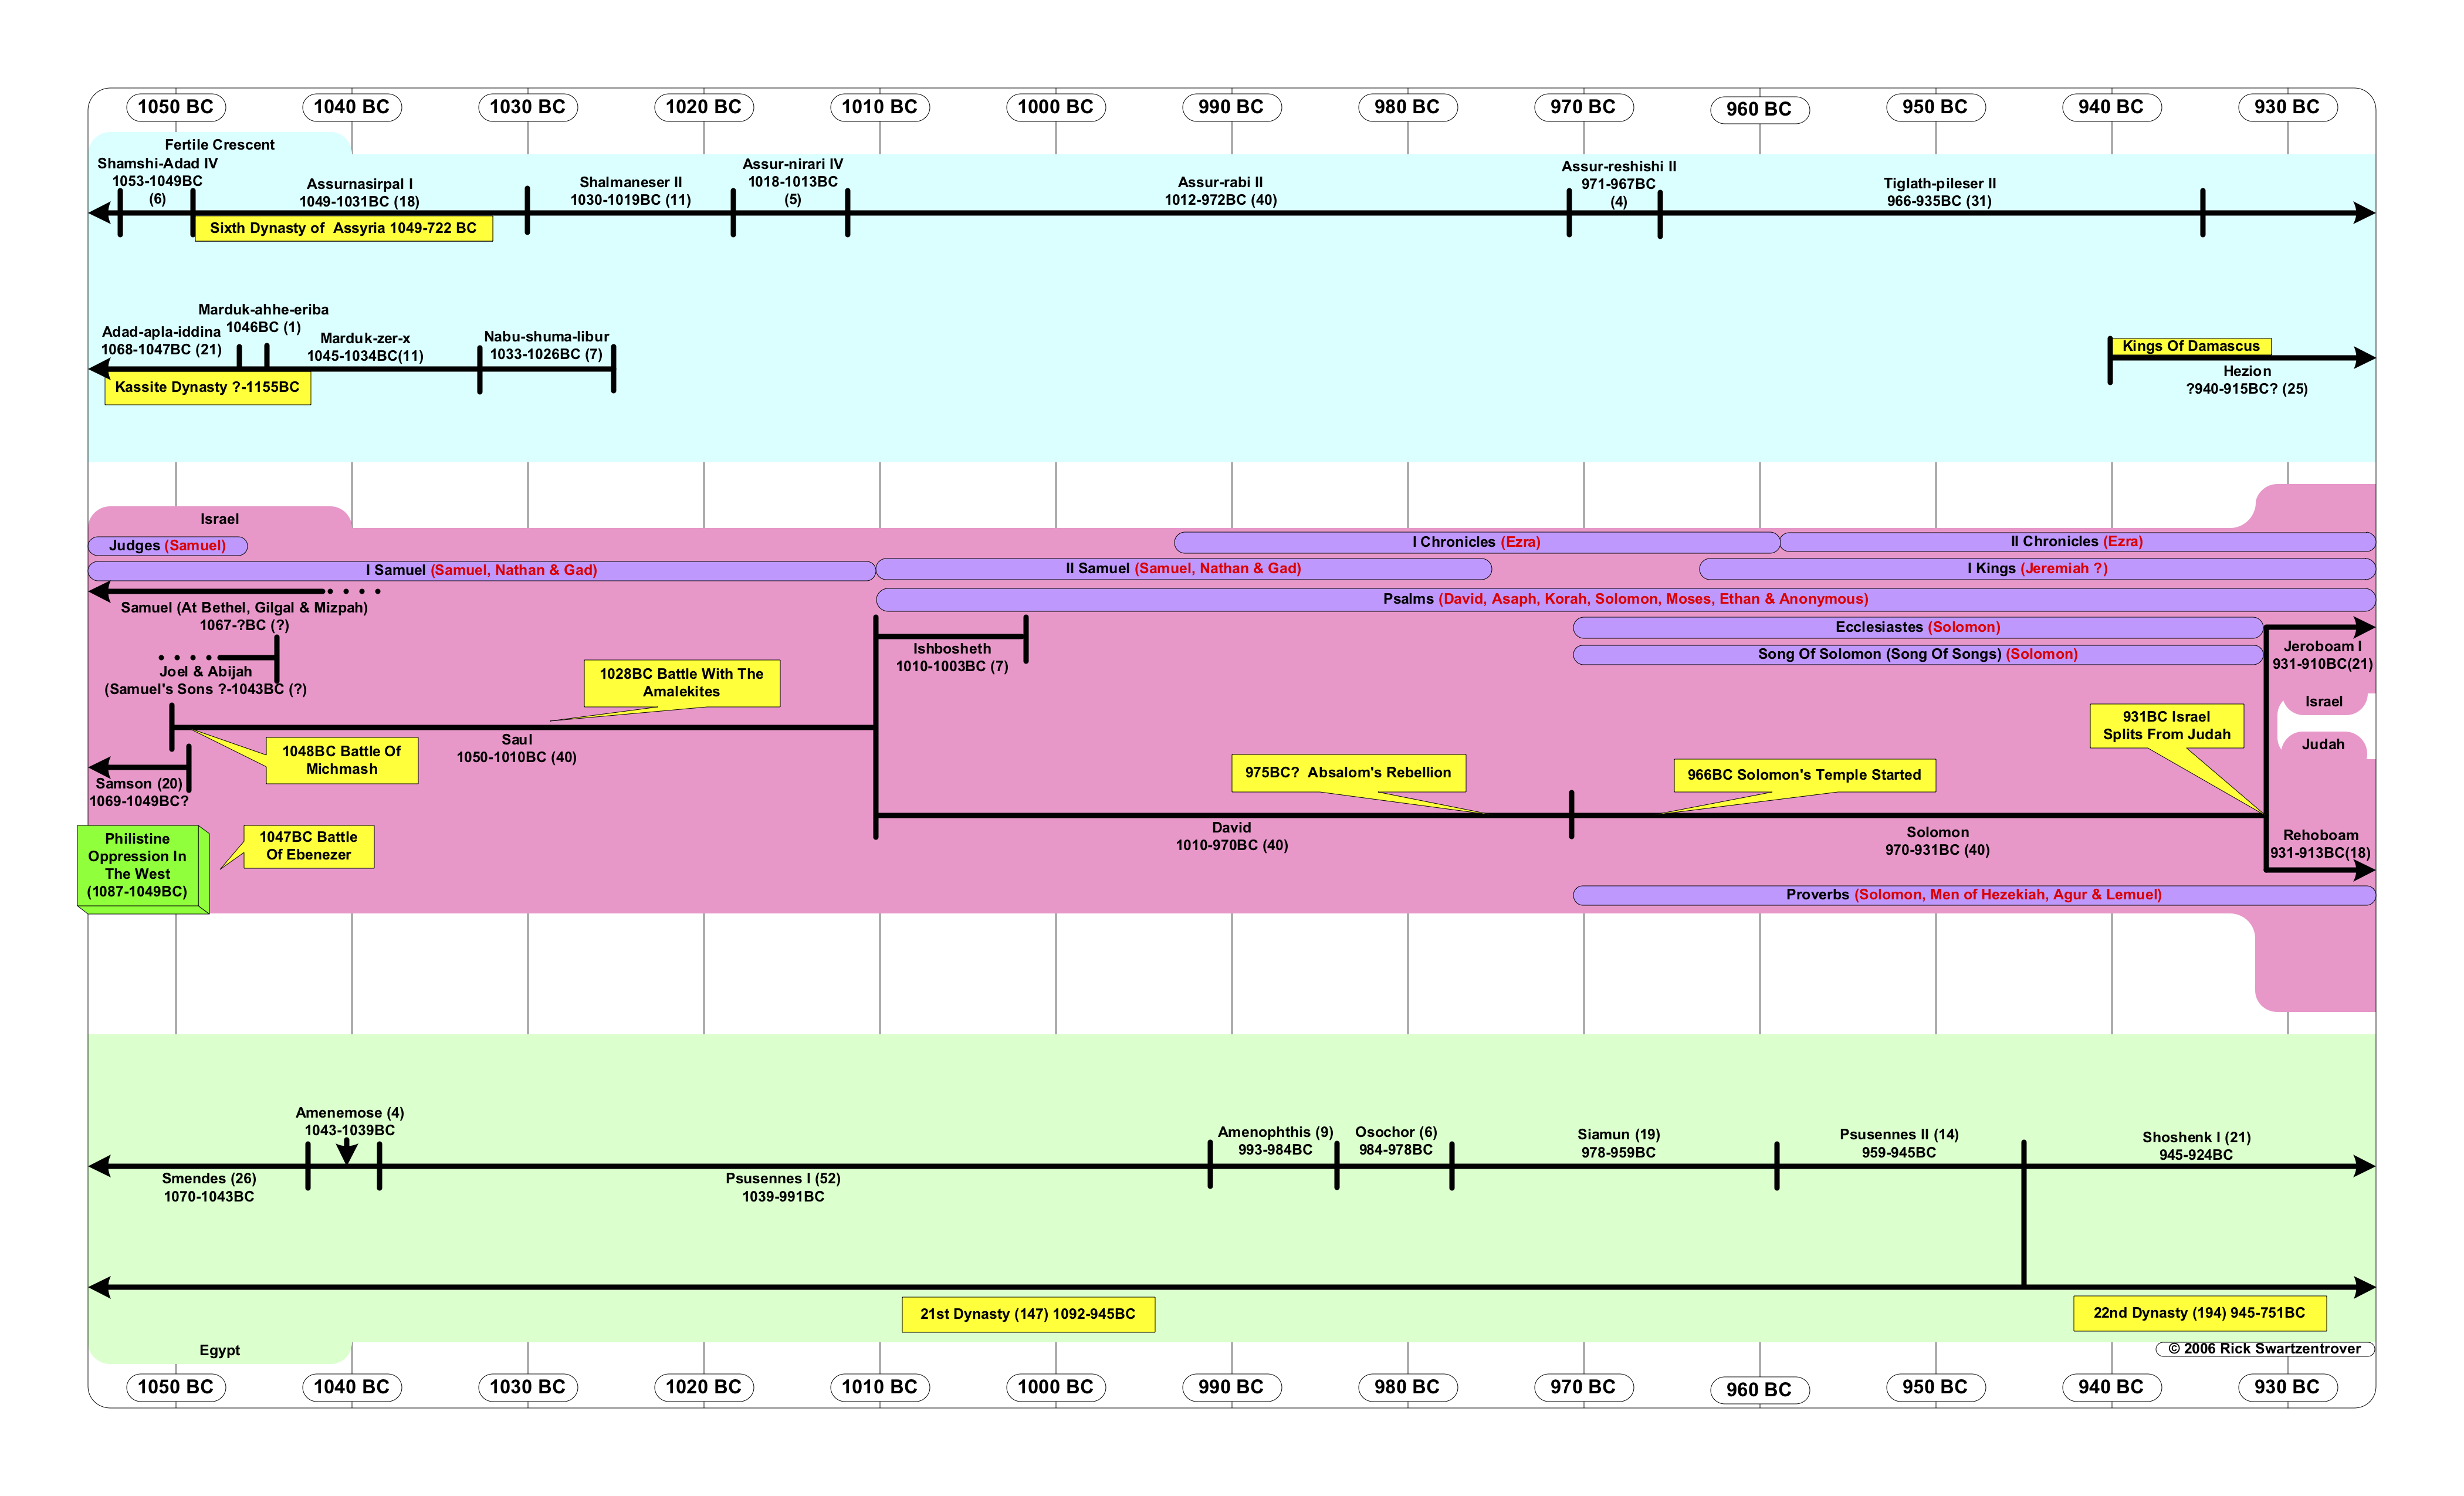 1050 BC
1040 BC
1030 BC
1020 BC
1010 BC
1000 BC
990 BC
980 BC
970 BC
960 BC
950 BC
940 BC
930 BC
Fertile Crescent
Shamshi-Adad IV
1053-1049BC
(6)
Assurnasirpal I
1049-1031BC (18)
Shalmaneser II
1030-1019BC (11)
Assur-nirari IV
1018-1013BC
(5)
Assur-rabi II
1012-972BC (40)
Assur-reshishi II
971-967BC
(4)
Tiglath-pileser II
966-935BC (31)
Sixth Dynasty of  Assyria 1049-722 BC
Marduk-ahhe-eriba
1046BC (1)
Adad-apla-iddina
1068-1047BC (21)
Marduk-zer-x
1045-1034BC(11)
Nabu-shuma-libur
1033-1026BC (7)
Kassite Dynasty ?-1155BC
Kings Of Damascus
Hezion
?940-915BC? (25)
Israel
Judges (Samuel)
I Chronicles (Ezra)
II Chronicles (Ezra)
I Samuel (Samuel, Nathan & Gad)
II Samuel (Samuel, Nathan & Gad)
I Kings (Jeremiah ?)
Samuel (At Bethel, Gilgal & Mizpah)
1067-?BC (?)
Psalms (David, Asaph, Korah, Solomon, Moses, Ethan & Anonymous)
Ecclesiastes (Solomon)
Song Of Solomon (Song Of Songs) (Solomon)
Joel & Abijah
(Samuel's Sons ?-1043BC (?)
Ishbosheth
1010-1003BC (7)
Jeroboam I
931-910BC(21)
1028BC Battle With The
Amalekites
Israel
Judah
931BC Israel
Splits From Judah
Saul
1050-1010BC (40)
1048BC Battle Of
Michmash
Samson (20)
1069-1049BC?
975BC?  Absalom's Rebellion
966BC Solomon's Temple Started
David
1010-970BC (40)
Solomon
970-931BC (40)
Rehoboam
931-913BC(18)
Philistine
Oppression In
The West
(1087-1049BC)
1047BC Battle
Of Ebenezer
Proverbs (Solomon, Men of Hezekiah, Agur & Lemuel)
Amenemose (4)
1043-1039BC
Amenophthis (9)
993-984BC
Osochor (6)
984-978BC
Siamun (19)
978-959BC
Psusennes II (14)
959-945BC
Shoshenk I (21)
945-924BC
Smendes (26)
1070-1043BC
Psusennes I (52)
1039-991BC
21st Dynasty (147) 1092-945BC
22nd Dynasty (194) 945-751BC
Egypt
© 2006 Rick Swartzentrover
1050 BC
1040 BC
1030 BC
1020 BC
1010 BC
1000 BC
990 BC
980 BC
970 BC
960 BC
950 BC
940 BC
930 BC